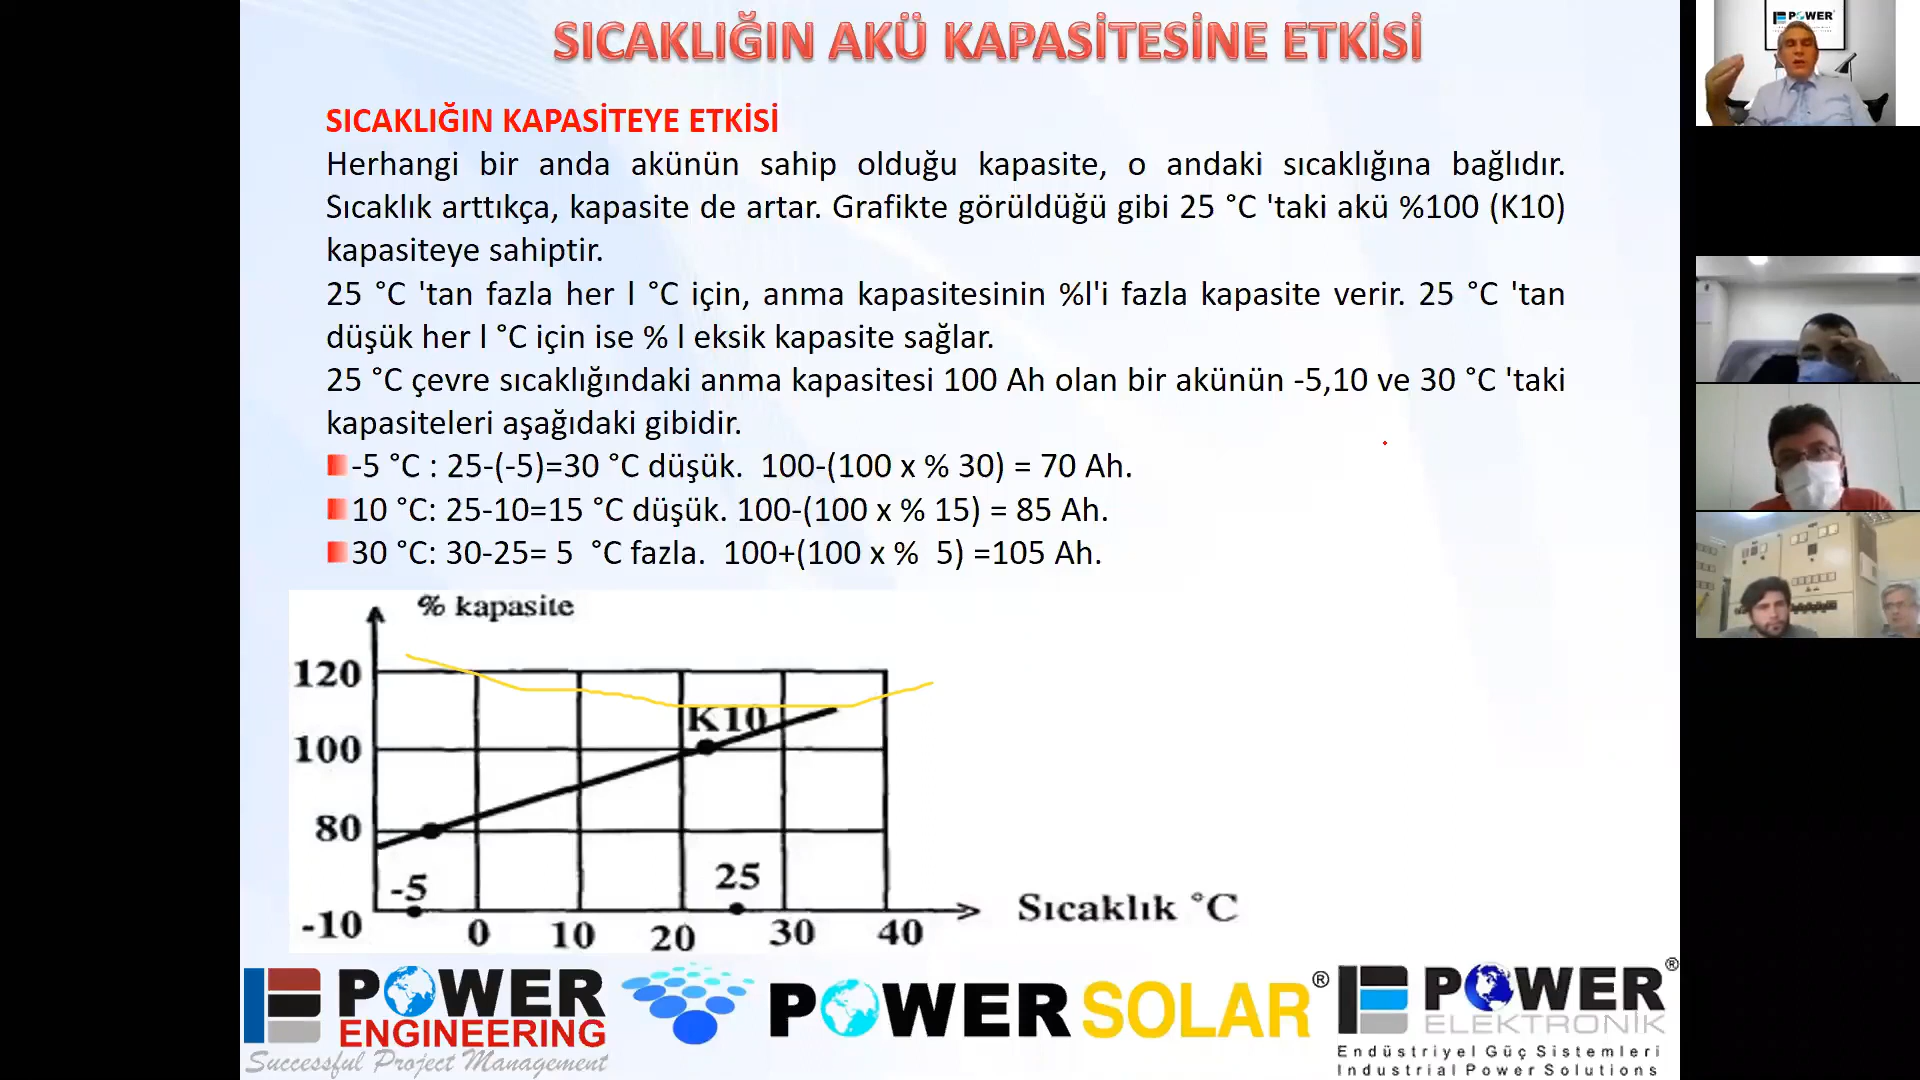 SICAKLIĞIN AKÜ KAPASİTESİNE ETKİSİ
SICAKLIĞIN KAPASİTEYE ETKİSİ
Herhangi bir anda akünün sahip olduğu kapasite, o andaki sıcaklığına bağlıdır.
Sıcaklık arttıkça, kapasite de artar. Grafikte görüldüğü gibi 25 °C 'taki akü %100 (K10)
kapasiteye sahiptir.
25 °C 'tan fazla her l °C için, anma kapasitesinin %l'i fazla kapasite verir. 25 °C 'tan
düşük her l °C için ise % l eksik kapasite sağlar.
25 °C çevre sıcaklığındaki anma kapasitesi 100 Ah olan bir akünün -5,10 ve 30 °C 'taki
kapasiteleri aşağıdaki gibidir.
-5 °C : 25-(-5)=30 °C düşük. 100-(100 x % 30) = 70 Ah.
10 °C: 25-10=15 °C düşük. 100-(100 x % 15) = 85 Ah.
30 °C: 30-25= 5 °C fazla. 100+(100 x % 5) =105 Ah.
% kapasite
120
K10
100
80
-5
25
-10
0
10
20
30
40
Sıcaklık °C
POWER
ENGINEERING
Successful Project Management
POWER SOLAR®
POWER®
ELEKTRONİK
Endüstriyel Güç Sistemleri
Industrial Power Solutions
POWER